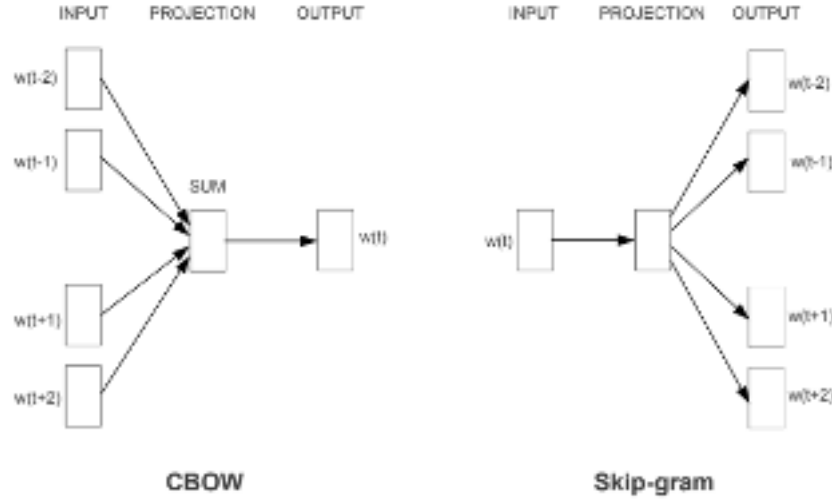 INPUT PROJECTION OUTPUT
w(t-2)
w(t-1)
SUM
w(t)
w(t+1)
w(t+2)
CBOW
INPUT PROJECTION OUTPUT
w(t-2)
w(t-1)
w(t)
w(t+1)
w(t+2)
Skip-gram